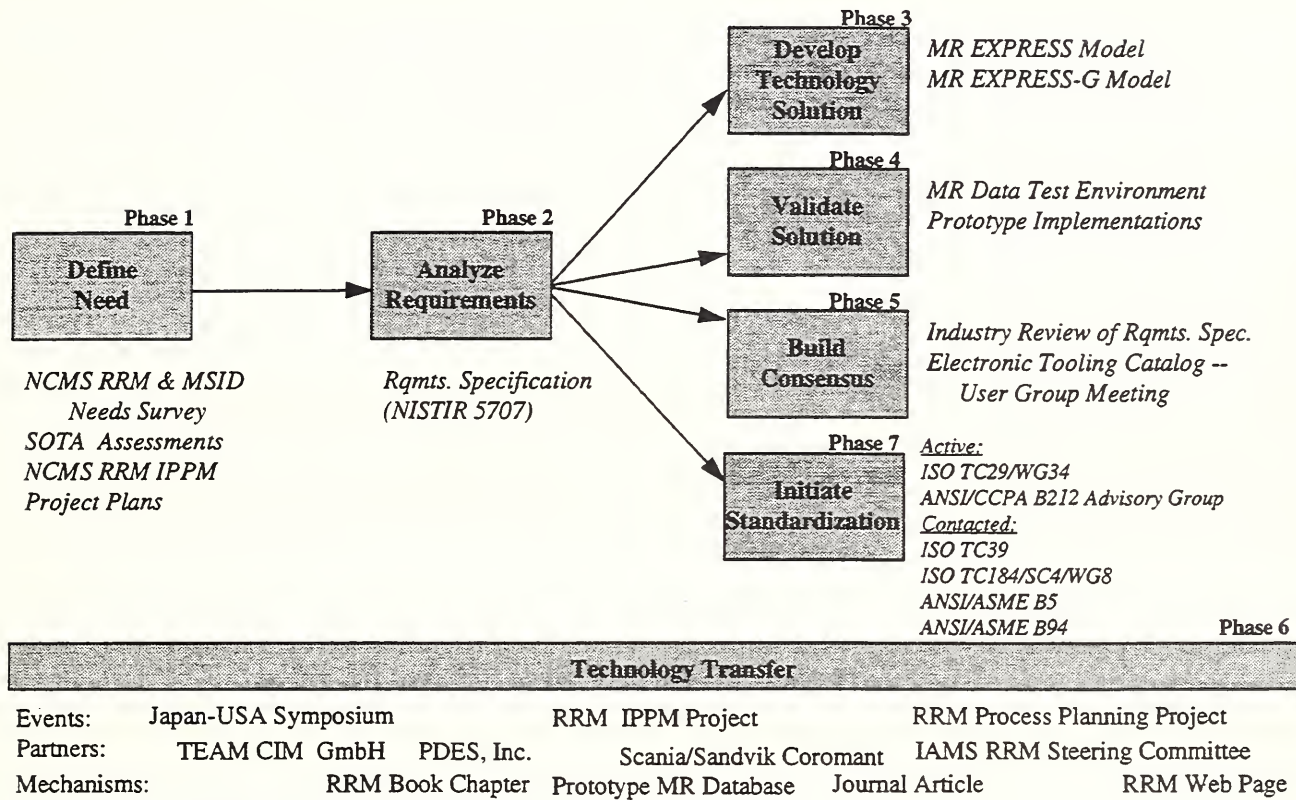 Phase 1
Define
Need
NCMS RRM & MSID
Needs Survey
SOTA Assessments
NCMS RRM IPPM
Project Plans
Phase 2
Analyze
Requirements
Rqmts. Specification
(NISTIR 5707)
Phase 3
Develop
Technology
Solution
MR EXPRESS Model
MR EXPRESS-G Model
Phase 4
Validate
Solution
MR Data Test Environment
Prototype Implementations
Phase 5
Build
Consensus
Industry Review of Rqmts. Spec.
Electronic Tooling Catalog --
User Group Meeting
Phase 7
Initiate
Standardization
Active:
ISO TC29/WG34
ANSI/CCPA B212 Advisory Group
Contacted:
ISO TC39
ISO TC184/SC4/WG8
ANSI/ASME B5
ANSI/ASME B94
Phase 6
Technology Transfer
Events: Japan-USA Symposium RRM IPPM Project RRM Process Planning Project
Partners: TEAM CIM GmbH PDES, Inc. Scania/Sandvik Coromant IAMS RRM Steering Committee
Mechanisms: RRM Book Chapter Prototype MR Database Journal Article RRM Web Page